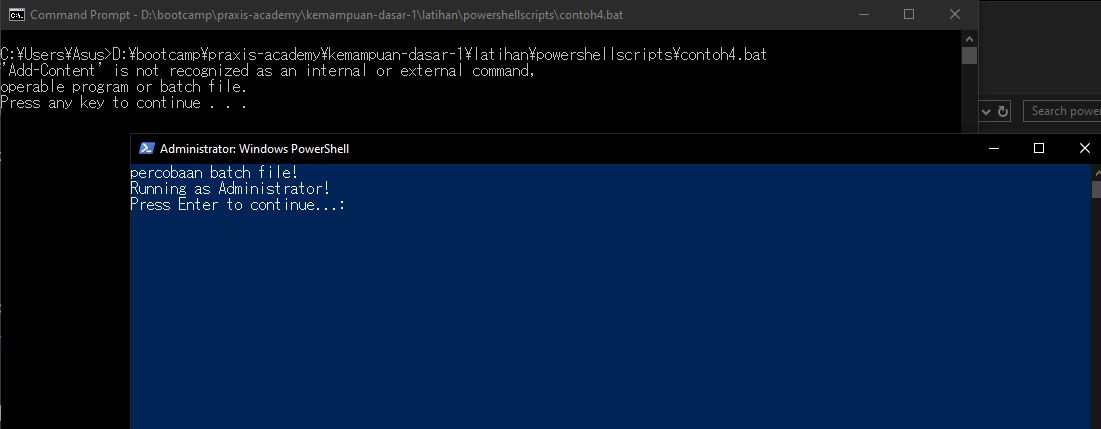 Command Prompt - D:\bootcamp\praxis-academy\kemampuan-dasar-1\latihan\powershellscripts\contoh4.bat
C:¥Users¥Asus>D:¥bootcamp¥praxis-academy¥kemampuan-dasar-1¥latihan¥powershellscripts¥contoh4.bat
'Add-Content' is not recognized as an internal or external command,
operable program or batch file.
Press any key to continue . . .
Search power
Administrator: Windows PowerShell
percobaan batch file!
Running as Administrator!
Press Enter to continue...: